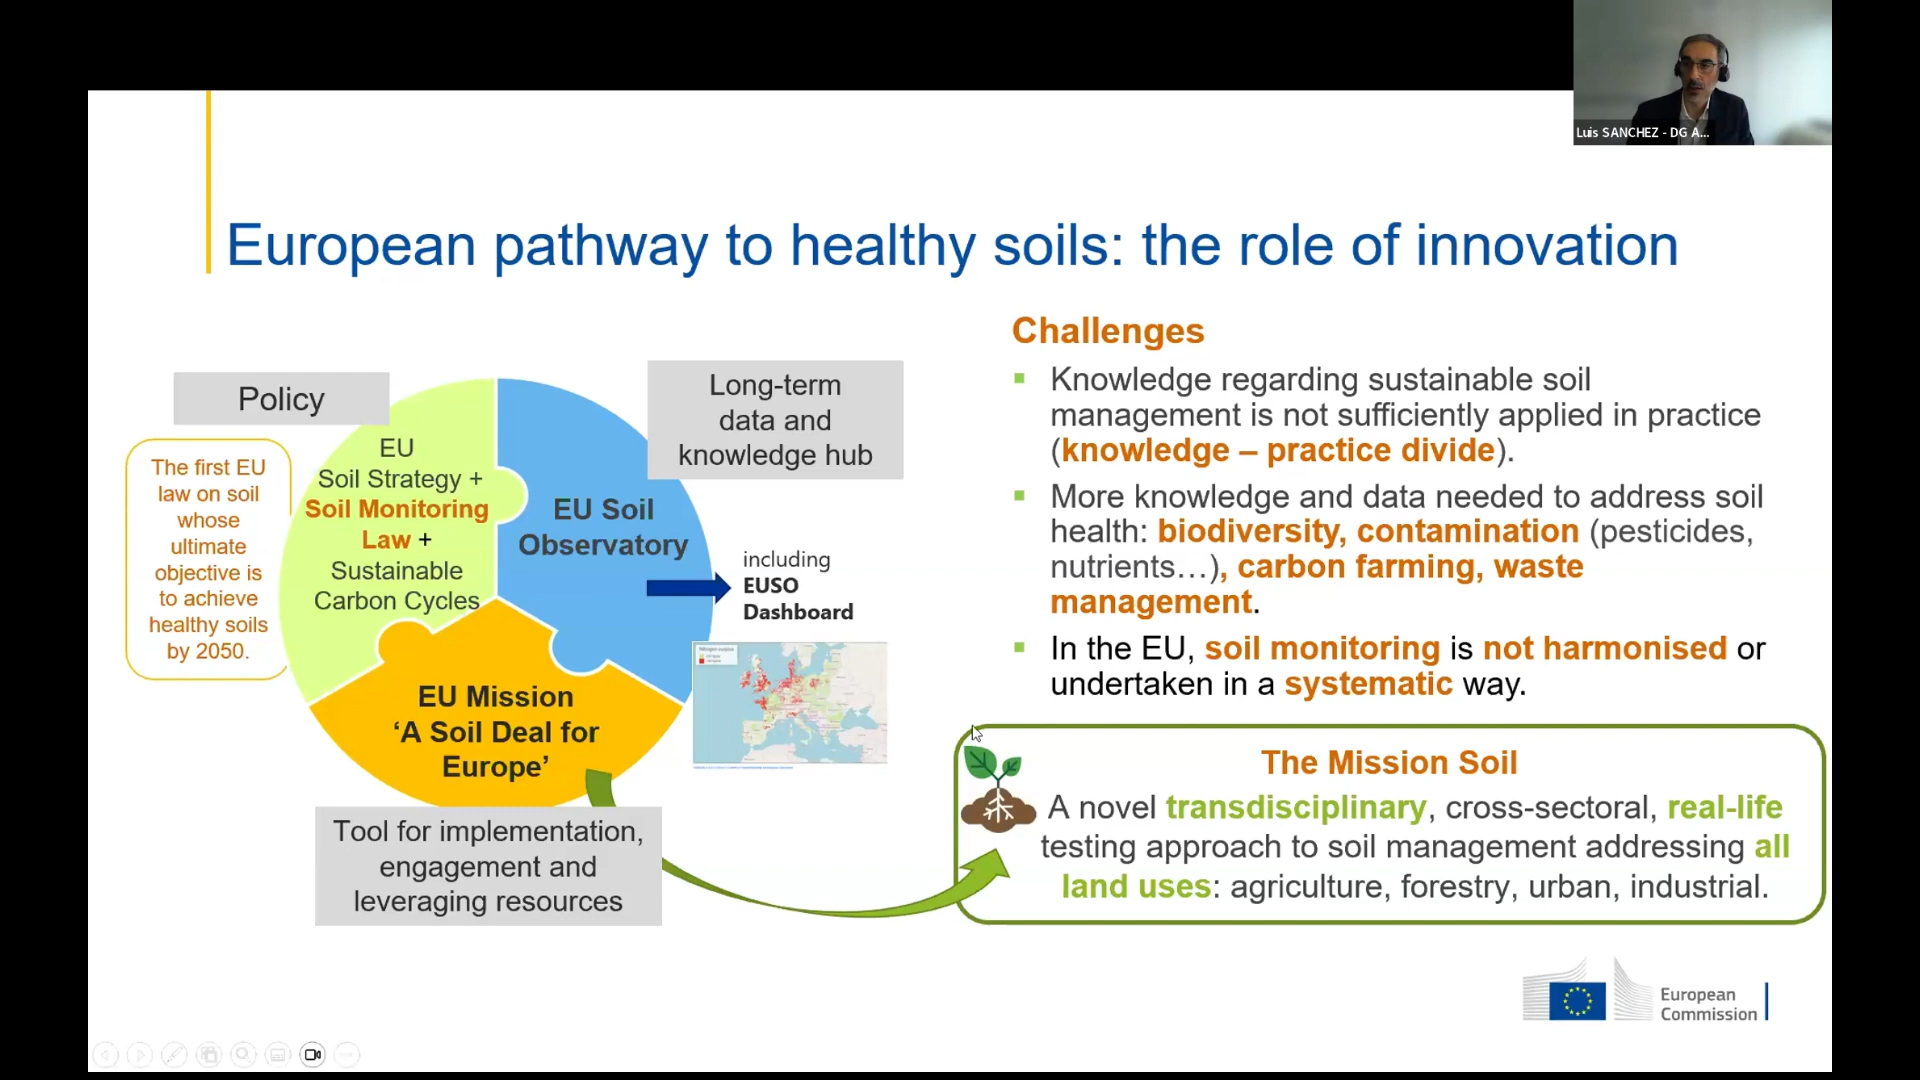 Luis SANCHEZ - DG A...
European pathway to healthy soils: the role of innovation
Policy
The first EU
law on soil
whose
ultimate
objective is
to achieve
healthy soils
by 2050.
EU
Soil Strategy +
Soil Monitoring
Law +
Sustainable
Carbon Cycles
Long-term
data and
knowledge hub
EU Soil
Observatory
including
EUSO
Dashboard
EU Mission
‘A Soil Deal for
Europe’
Tool for implementation,
engagement and
leveraging resources
Challenges
Knowledge regarding sustainable soil
management is not sufficiently applied in practice
(knowledge – practice divide).
More knowledge and data needed to address soil
health: biodiversity, contamination (pesticides,
nutrients…), carbon farming, waste
management.
In the EU, soil monitoring is not harmonised or
undertaken in a systematic way.
The Mission Soil
A novel transdisciplinary, cross-sectoral, real-life
testing approach to soil management addressing all
land uses: agriculture, forestry, urban, industrial.
European
Commission